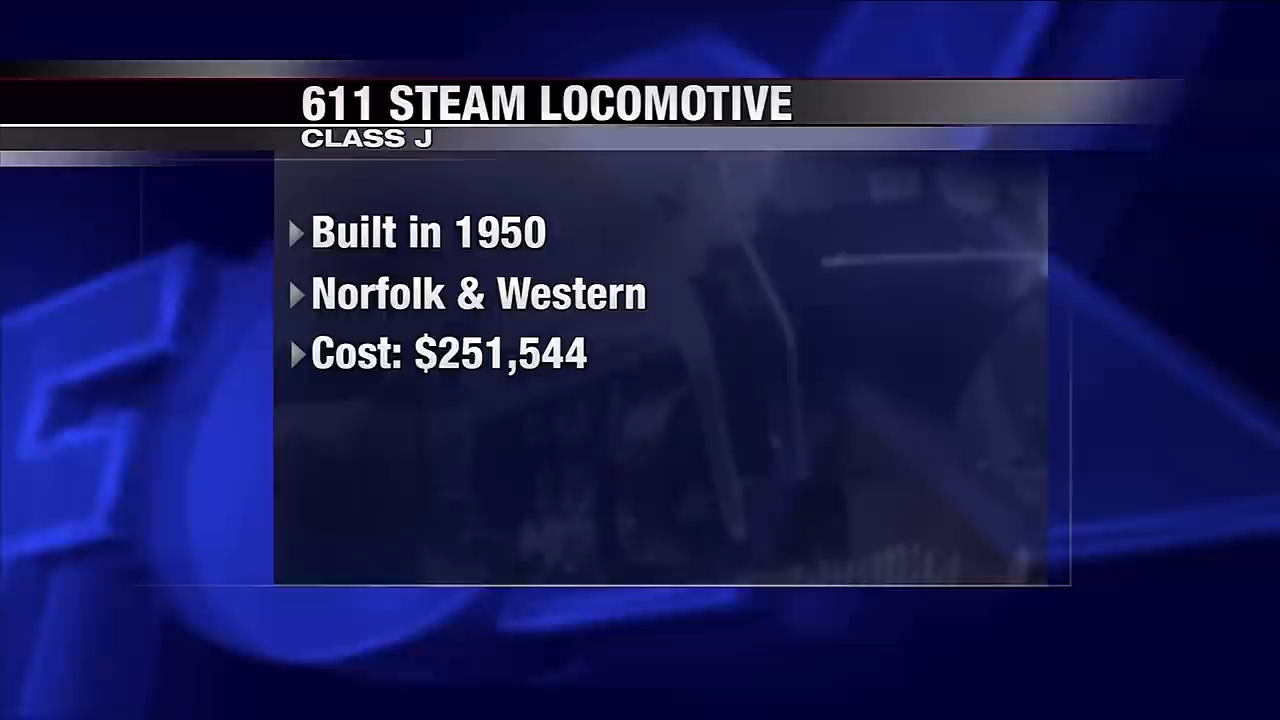 611 STEAM LOCOMOTIVE
CLASS J
Built in 1950
Norfolk & Western
Cost: $251,544